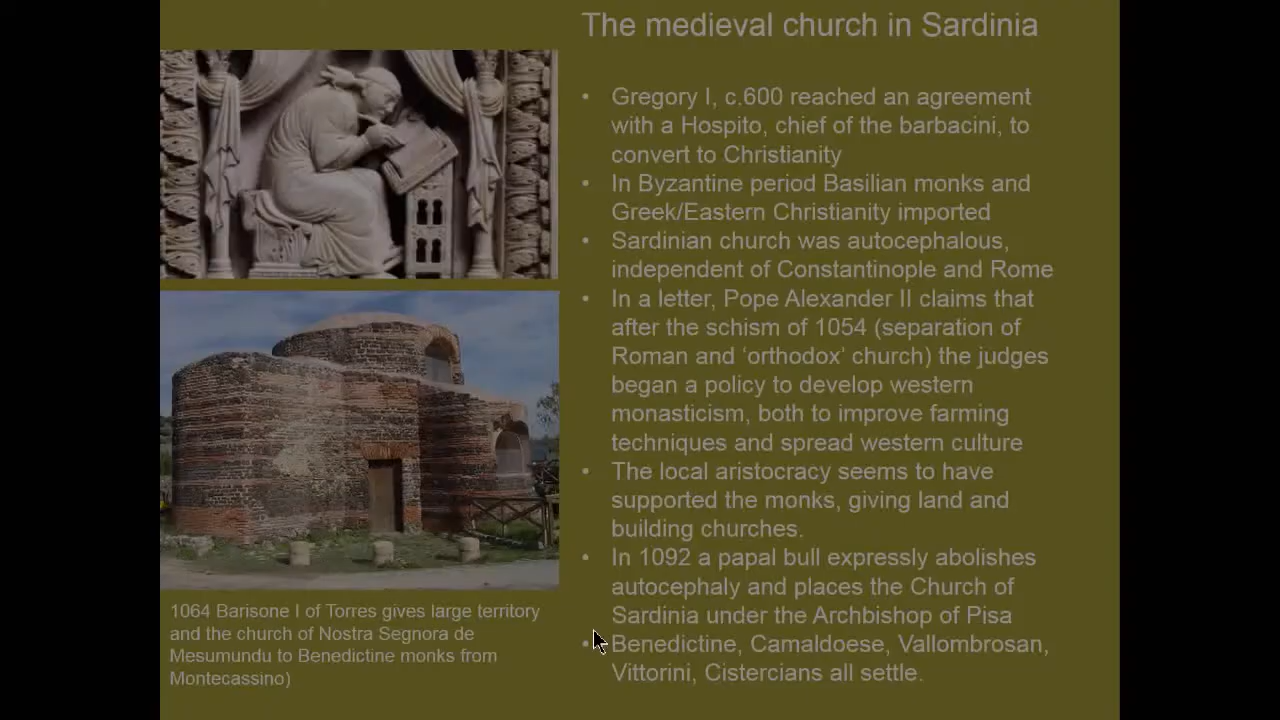 The medieval church in Sardinia
• Gregory I, c.600 reached an agreement
with a Hospito, chief of the barbacini, to
convert to Christianity
• In Byzantine period Basilian monks and
Greek/Eastern Christianity imported
• Sardinian church was autocephalous,
independent of Constantinople and Rome
• In a letter, Pope Alexander II claims that
after the schism of 1054 (separation of
Roman and ‘orthodox’ church) the judges
began a policy to develop western
monasticism, both to improve farming
techniques and spread western culture
• The local aristocracy seems to have
supported the monks, giving land and
building churches.
• In 1092 a papal bull expressly abolishes
autocephaly and places the Church of
Sardinia under the Archbishop of Pisa
• Benedictine, Camaldoese, Vallombrosan,
Vittorini, Cistercians all settle.
1064 Barisone I of Torres gives large territory
and the church of Nostra Segnora de
Mesumundu to Benedictine monks from
Montecassino)